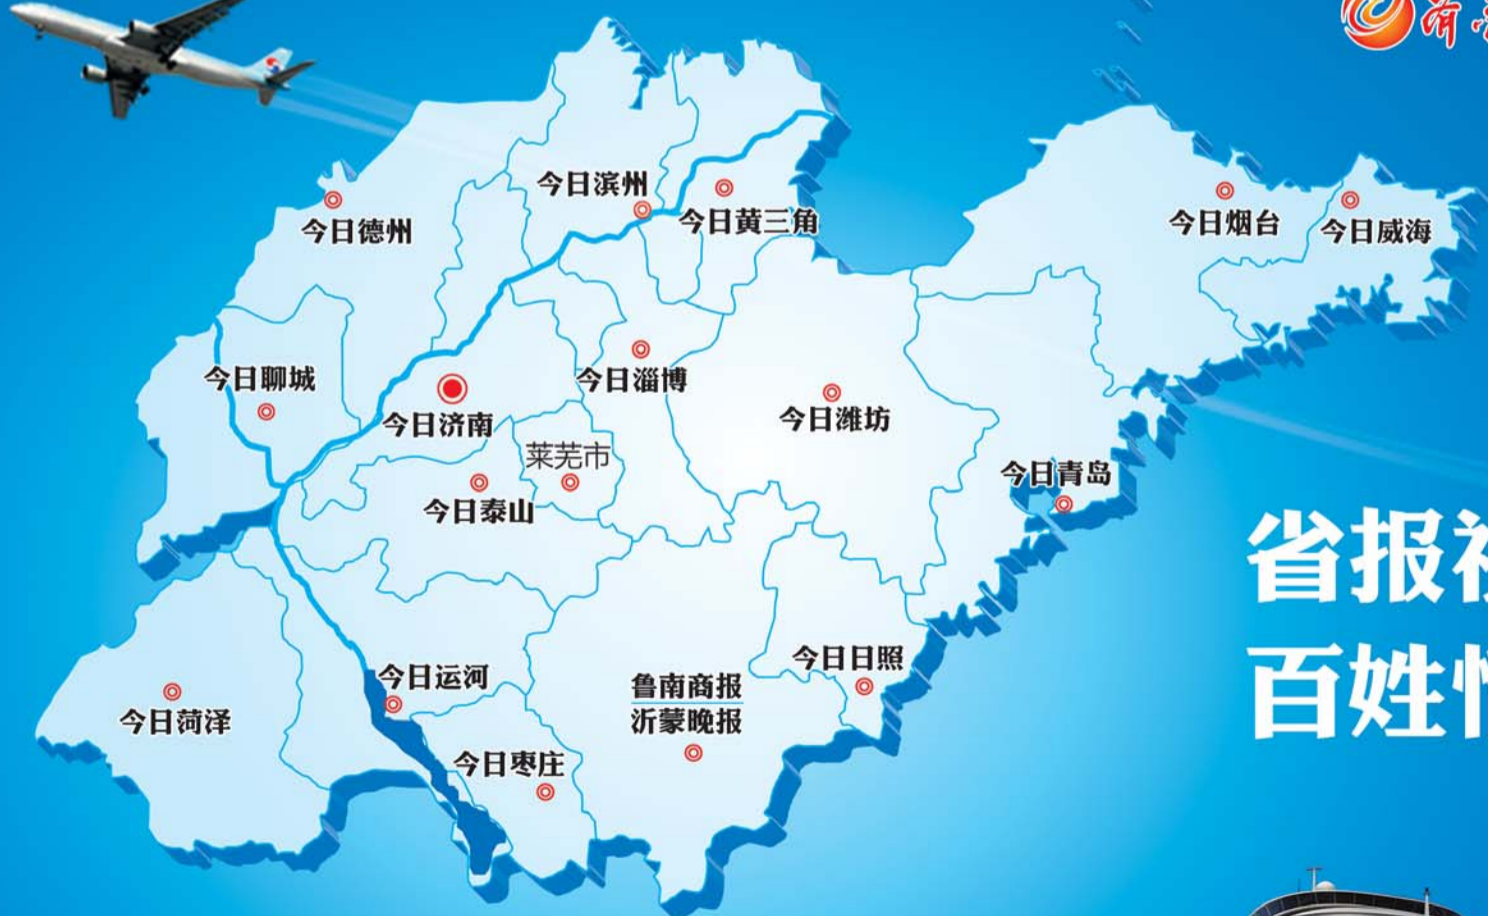 今日滨州
今日黄三角
今日德州
今日烟台
今日威海
今日聊城
今日淄博
今日济南
今日潍坊
莱芜市
今日泰山
今日青岛
今日运河
今日日照
鲁南商报
沂蒙晚报
今日菏泽
今日枣庄
省报
百姓